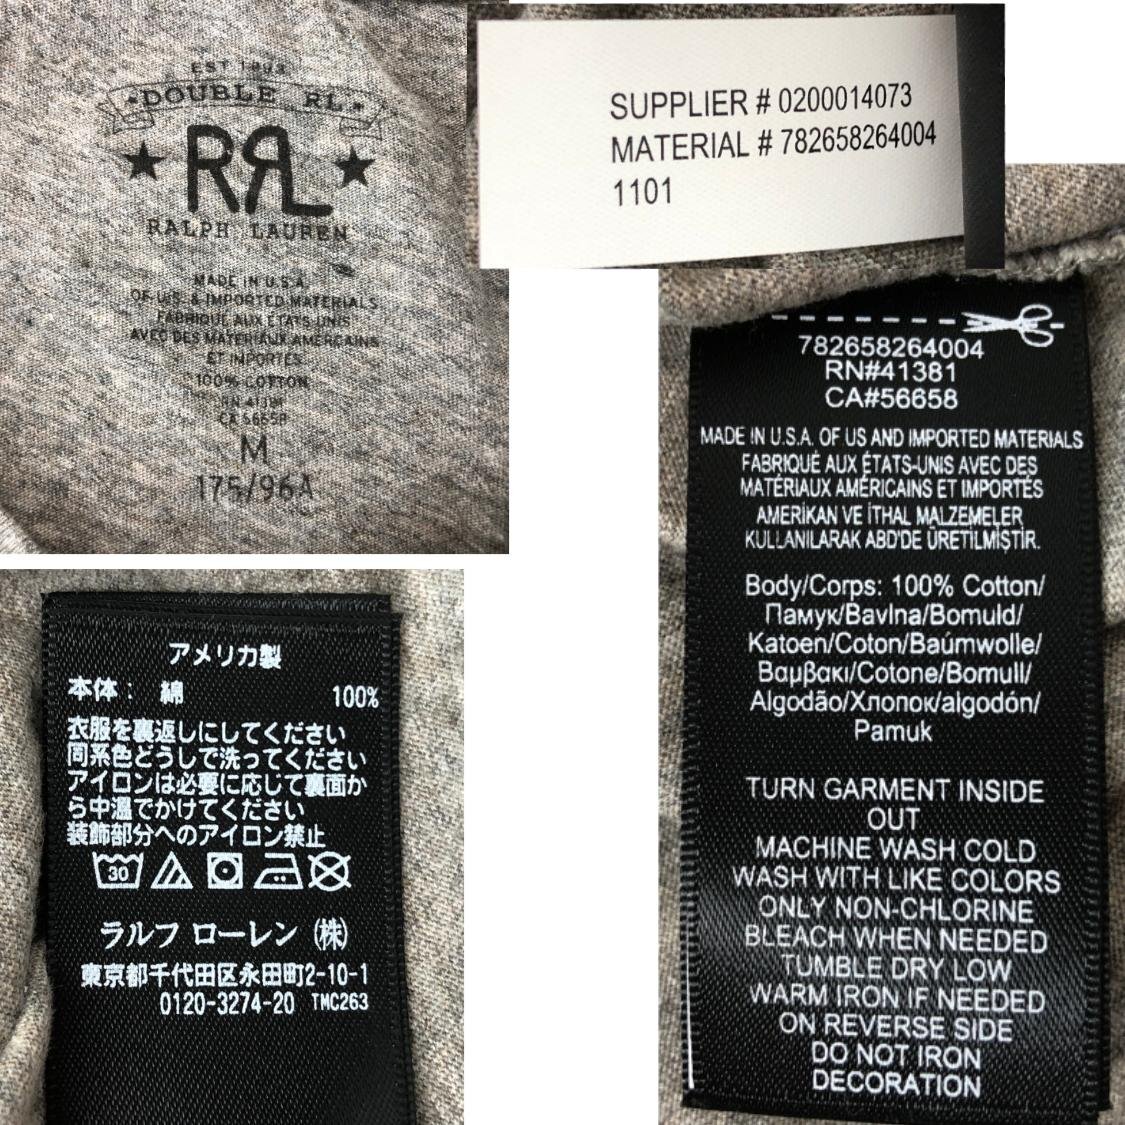 EST 1993
DOUBLE RL
RRL
RALPH LAUREN
MADE IN U.S.A.
OF U.S. & IMPORTED MATERIALS
FABRIQUE AUX ETATS-UNIS
AVEC DES MATERIAUX AMERCAINS
ET IMPORTES
100% COTTON
RN 41381
CA 56658
M
175/96A
SUPPLIER # 0200014073
MATERIAL # 782658264004
1101
782658264004
RN#41381
CA#56658
MADE IN U.S.A. OF US AND IMPORTED MATERIALS
FABRIQUÉ AUX ÉTATS-UNIS AVEC DES
MATÉRIAUX AMÉRICAINS ET IMPORTÉS
AMERİKAN VE İTHAL MALZEMELER
KULLANILARAK ABD'DE ÜRETİLMİŞTİR.
Body/Corps: 100% Cotton/
Памук/Bavlna/Bomuld/
Katoen/Coton/Baúmwolle/
Βαμβακι/Cotone/Bomull/
Algodão/Хлопок/algodón/
Pamuk
TURN GARMENT INSIDE
OUT
MACHINE WASH COLD
WASH WITH LIKE COLORS
ONLY NON-CHLORINE
BLEACH WHEN NEEDED
TUMBLE DRY LOW
WARM IRON IF NEEDED
ON REVERSE SIDE
DO NOT IRON
DECORATION
アメリカ製
本体： 綿 100%
衣服を裏返しにしてください
同系色どうしで洗ってください
アイロンは必要に応じて裏面か
ら中温でかけてください
装飾部分へのアイロン禁止
30
ラルフ ローレン (株)
東京都千代田区永田町2-10-1
0120-3274-20 TMC263